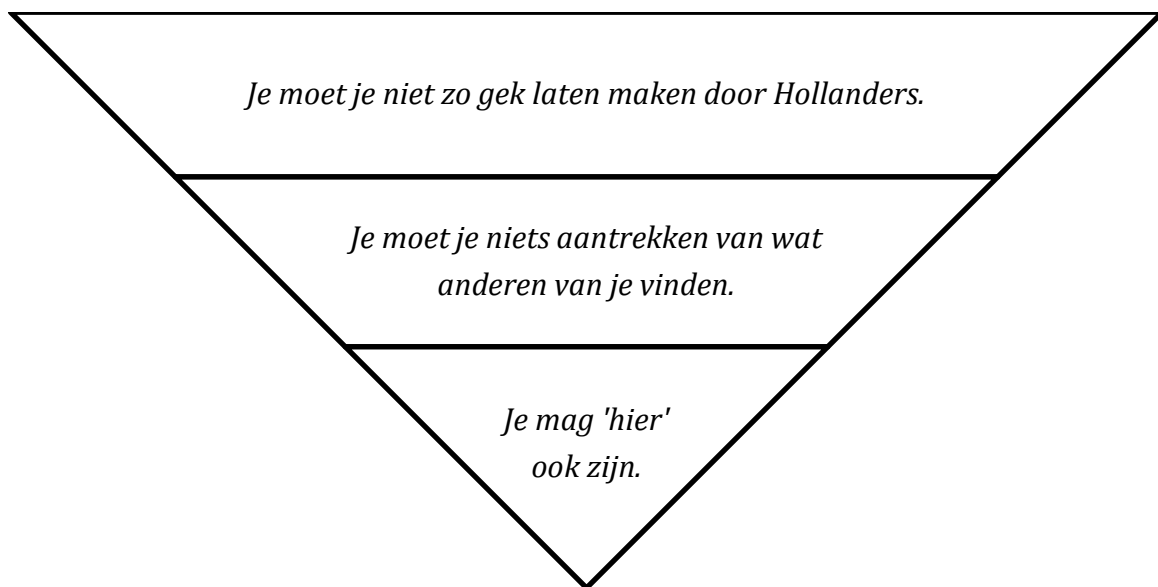 Je moet je niet zo gek laten maken door Hollanders.
Je moet je niets aantrekken van wat
anderen van je vinden.
Je mag 'hier'
ook zijn.